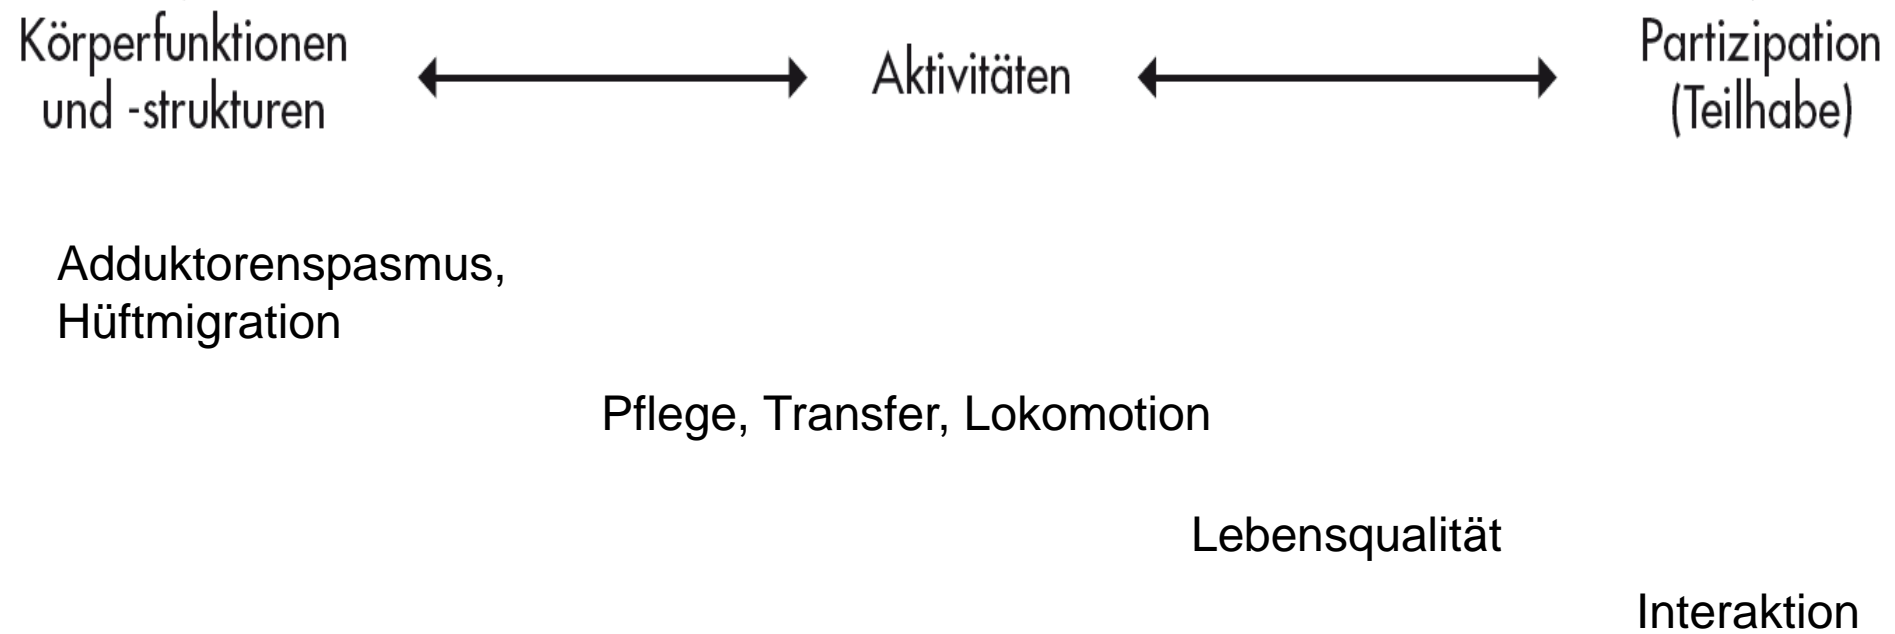 Körperfunktionen
und -strukturen
Aktivitäten
Partizipation
(Teilhabe)
Adduktorenspasmus,
Hüftmigration
Pflege, Transfer, Lokomotion
Lebensqualität
Interaktion